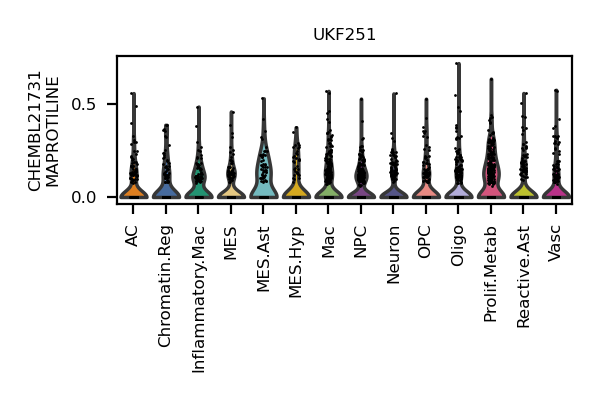 UKF251
CHEMBL21731
MAPROTILINE
0.5
0.0
AC
Chromatin.Reg
Inflammatory.Mac
MES
MES.Ast
MES.Hyp
Mac
NPC
Neuron
OPC
Oligo
Prolif.Metab
Reactive.Ast
Vasc